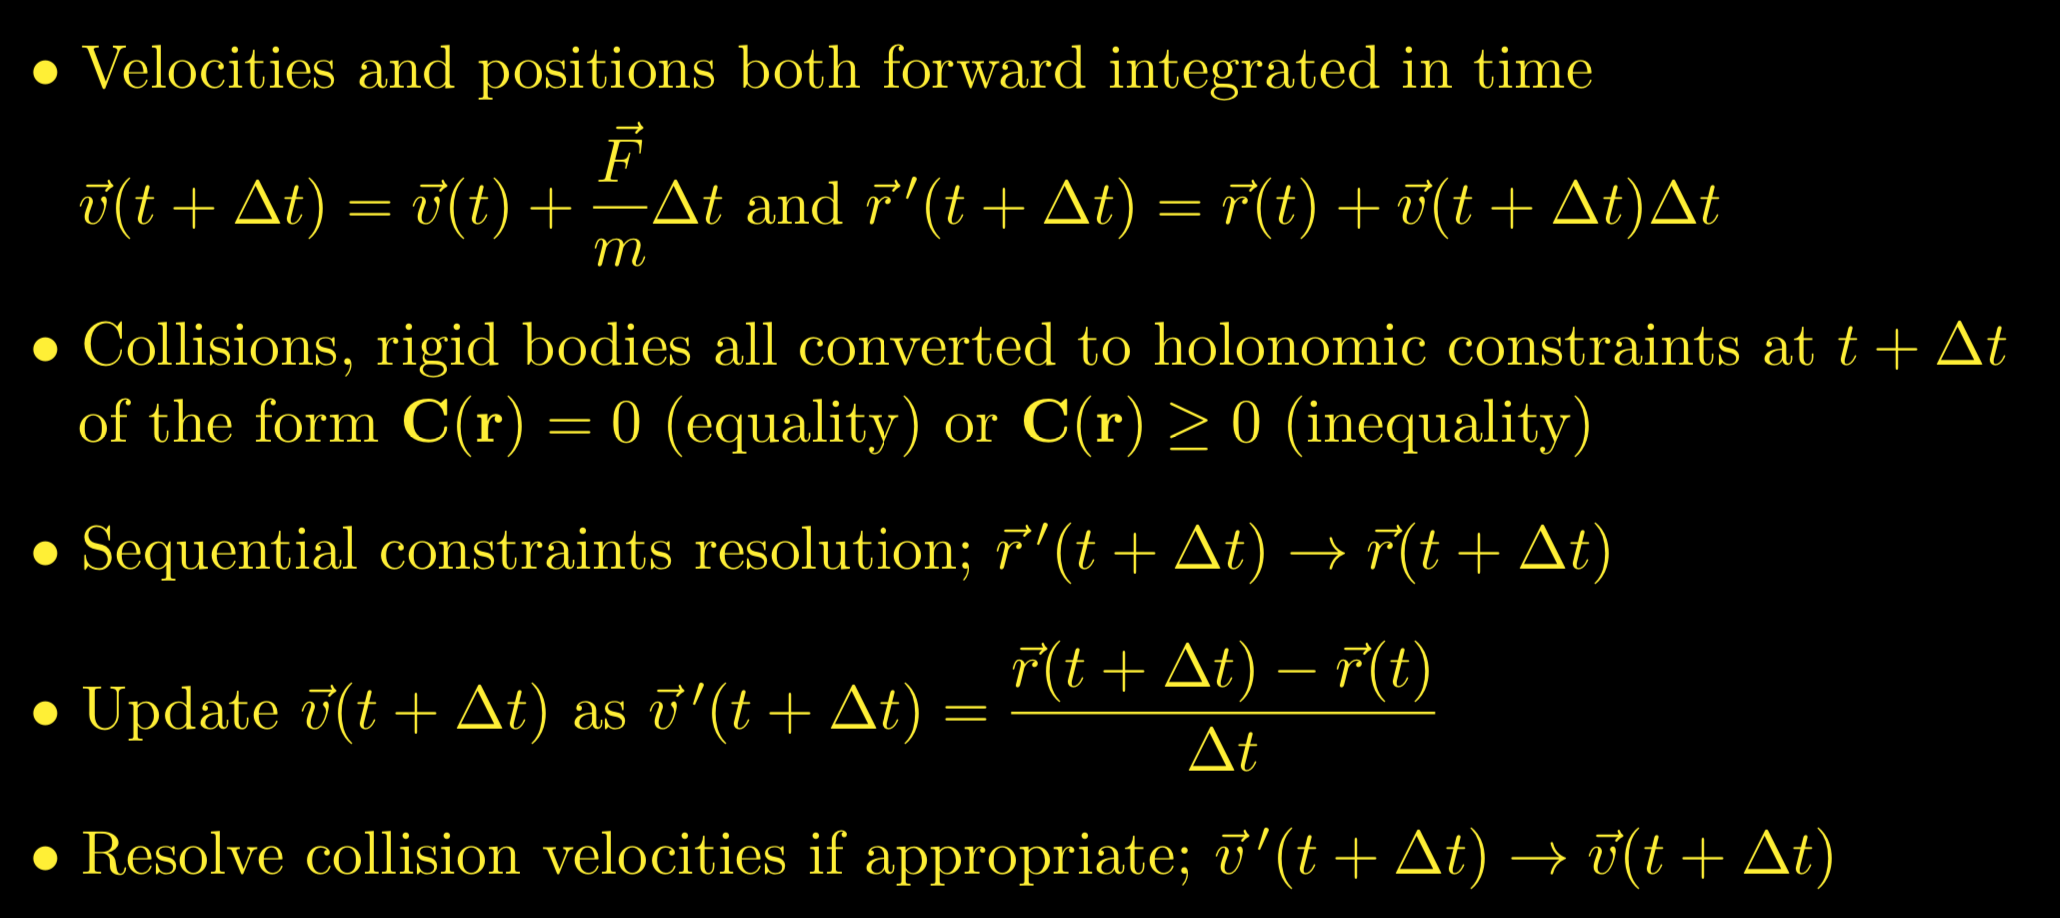 • Velocities and positions both forward integrated in time
$\vec{v}(t + \Delta t) = \vec{v}(t) + \dfrac{\vec{F}}{m}\Delta t$ and $\vec{r}\,'(t + \Delta t) = \vec{r}(t) + \vec{v}(t + \Delta t)\Delta t$
• Collisions, rigid bodies all converted to holonomic constraints at $t + \Delta t$
of the form $\mathbf{C}(\mathbf{r}) = 0$ (equality) or $\mathbf{C}(\mathbf{r}) \geq 0$ (inequality)
• Sequential constraints resolution; $\vec{r}\,'(t + \Delta t) \rightarrow \vec{r}(t + \Delta t)$
• Update $\vec{v}(t + \Delta t)$ as $\vec{v}\,'(t + \Delta t) = \dfrac{\vec{r}(t + \Delta t) - \vec{r}(t)}{\Delta t}$
• Resolve collision velocities if appropriate; $\vec{v}\,'(t + \Delta t) \rightarrow \vec{v}(t + \Delta t)$